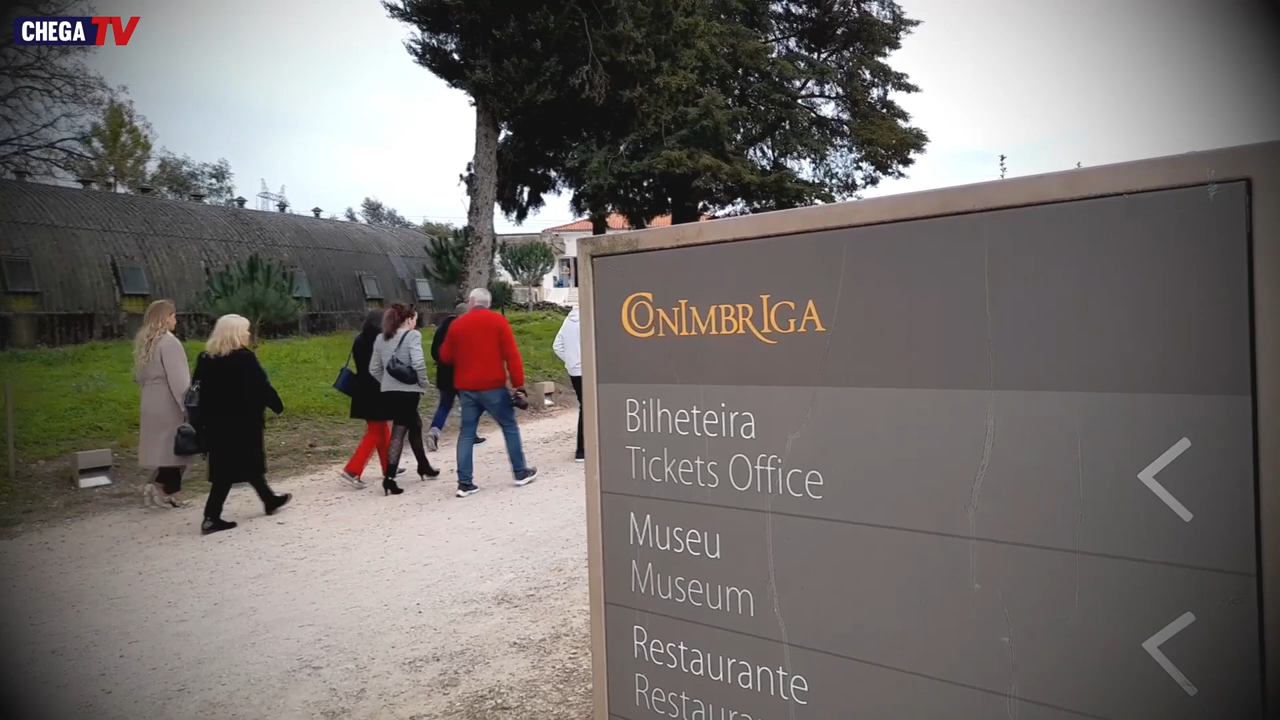 CHEGA TV
CONIMBRIGA
Bilheteira
Tickets Office
Museu
Museum
Restaurante